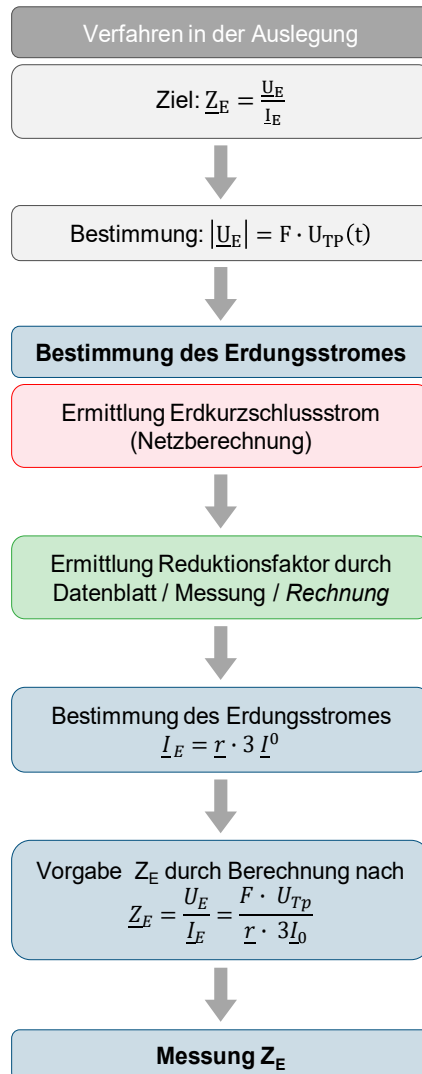 Verfahren in der Auslegung
Ziel: Z_E = U_E / I_E
Bestimmung: |U_E| = F · U_TP(t)
Bestimmung des Erdungsstromes
Ermittlung Erdkurzschlussstrom
(Netzberechnung)
Ermittlung Reduktionsfaktor durch
Datenblatt / Messung / Rechnung
Bestimmung des Erdungsstromes
I_E = r · 3 I^0
Vorgabe Z_E durch Berechnung nach
Z_E = U_E / I_E = F · U_Tp / r · 3I_0
Messung Z_E